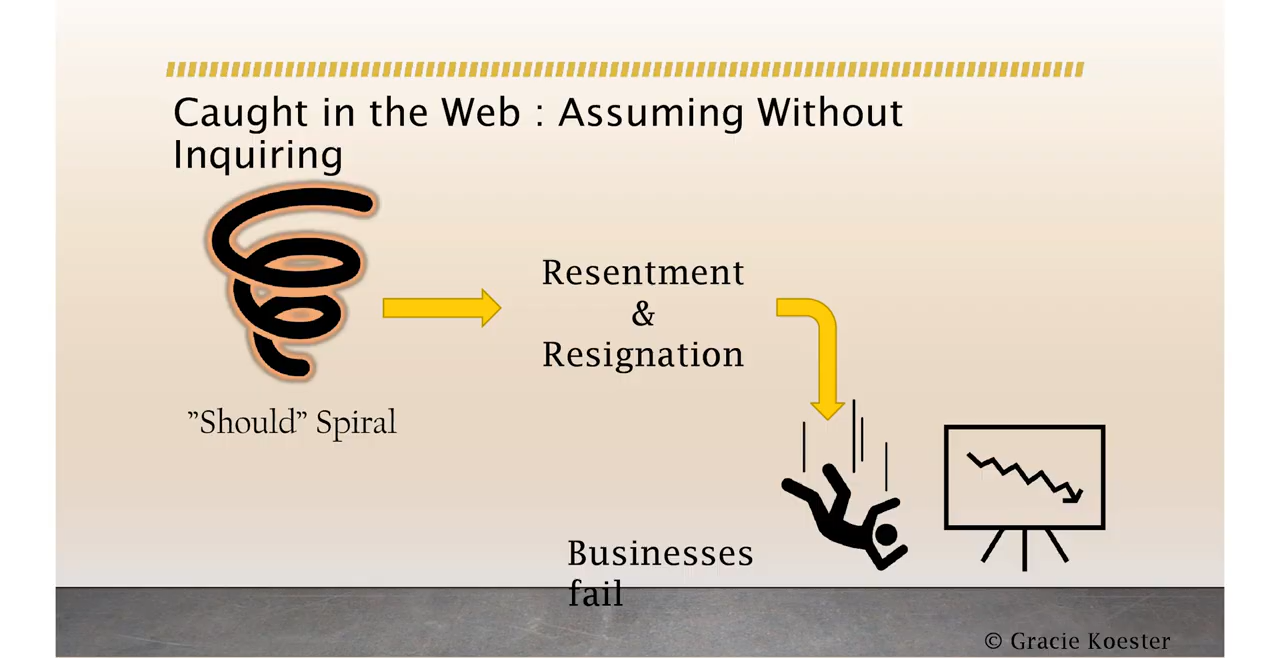 Caught in the Web : Assuming Without
Inquiring
Resentment
&
Resignation
”Should” Spiral
Businesses
fail
© Gracie Koester